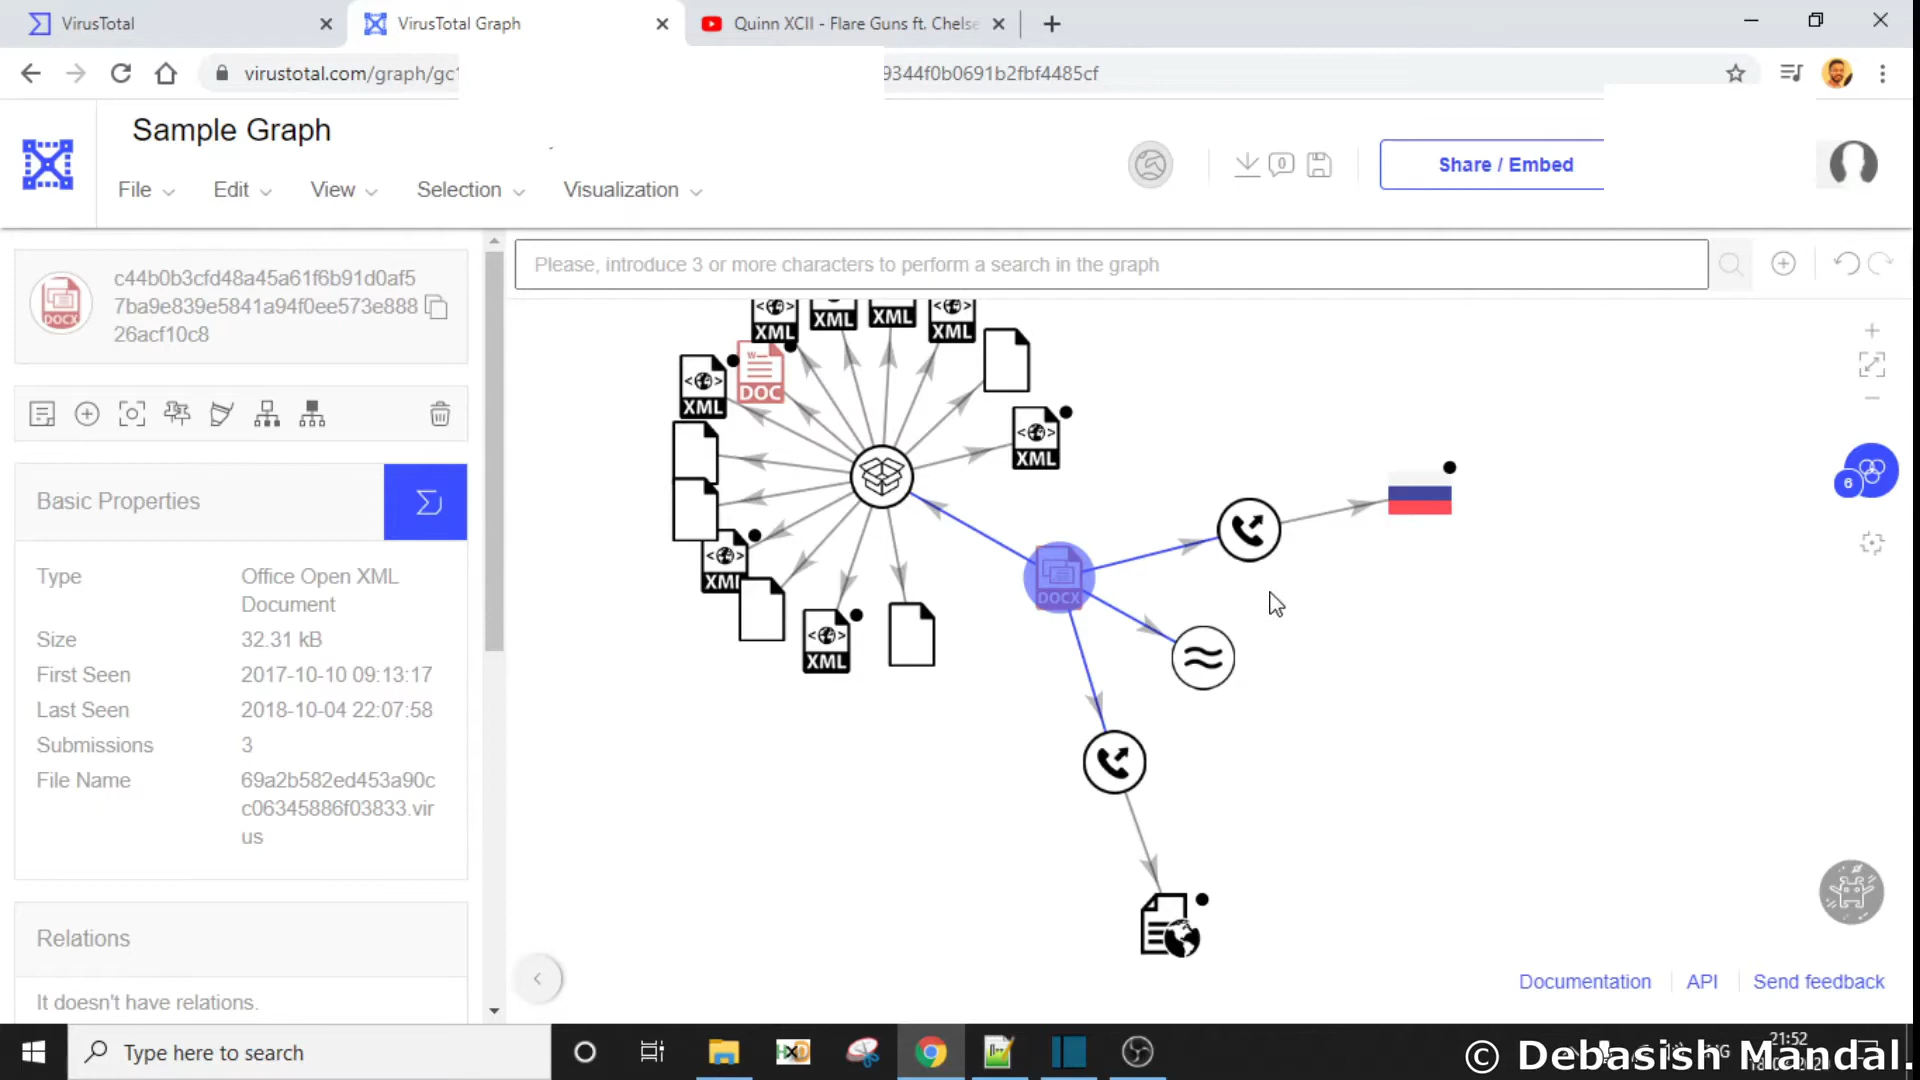 VirusTotal
VirusTotal Graph
Quinn XCII - Flare Guns ft. Chelse
virustotal.com/graph/gc
9344f0b0691b2fbf4485cf
Sample Graph
File
Edit
View
Selection
Visualization
0
Share / Embed
c44b0b3cfd48a45a61f6b91d0af5
7ba9e839e5841a94f0ee573e888
26acf10c8
DOCX
Please, introduce 3 or more characters to perform a search in the graph
XML
XML
XML
XML
XML
W
DOC
XML
XML
XML
DOCX
6
Basic Properties
Type
Office Open XML
Document
Size
32.31 kB
First Seen
2017-10-10 09:13:17
Last Seen
2018-10-04 22:07:58
Submissions
3
File Name
69a2b582ed453a90c
c06345886f03833.vir
us
Relations
It doesn't have relations.
Documentation
API
Send feedback
Type here to search
HXD
21:52
© Debasish Mandal.